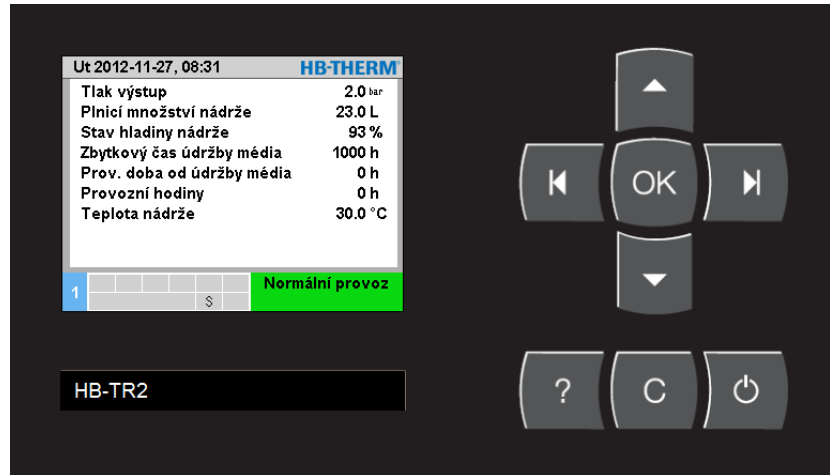 Ut 2012-11-27, 08:31 HB-THERM
Tlak výstup 2.0 bar
Plnicí množství nádrže 23.0 L
Stav hladiny nádrže 93 %
Zbytkový čas údržby média 1000 h
Prov. doba od údržby média 0 h
Provozní hodiny 0 h
Teplota nádrže 30.0 °C
Normální provoz
1
S
OK
HB-TR2
? C